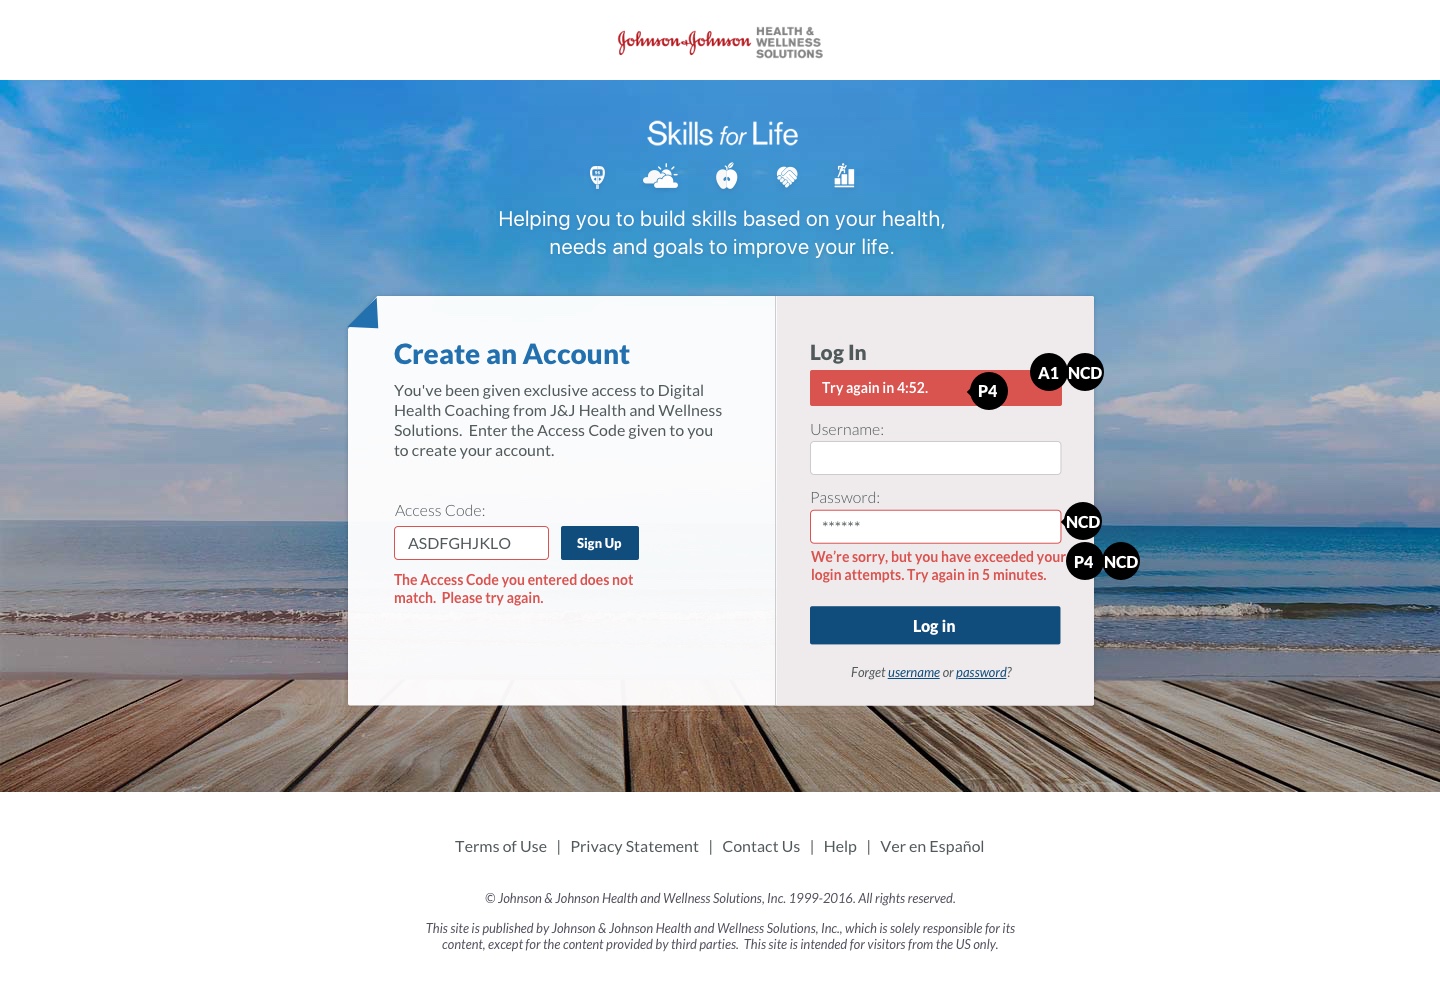 Johnson & Johnson HEALTH &
WELLNESS
SOLUTIONS
Skills for Life
Helping you to build skills based on your health,
needs and goals to improve your life.
Create an Account
You've been given exclusive access to Digital
Health Coaching from J&J Health and Wellness
Solutions. Enter the Access Code given to you
to create your account.
Access Code:
ASDFGHJKLO
Sign Up
The Access Code you entered does not
match. Please try again.
Log In
A1 NCD
Try again in 4:52.
P4
Username:
Password:
******
NCD
We're sorry, but you have exceeded your
login attempts. Try again in 5 minutes.
P4 NCD
Log in
Forget username or password?
Terms of Use | Privacy Statement | Contact Us | Help | Ver en Español
© Johnson & Johnson Health and Wellness Solutions, Inc. 1999-2016. All rights reserved.
This site is published by Johnson & Johnson Health and Wellness Solutions, Inc., which is solely responsible for its
content, except for the content provided by third parties. This site is intended for visitors from the US only.